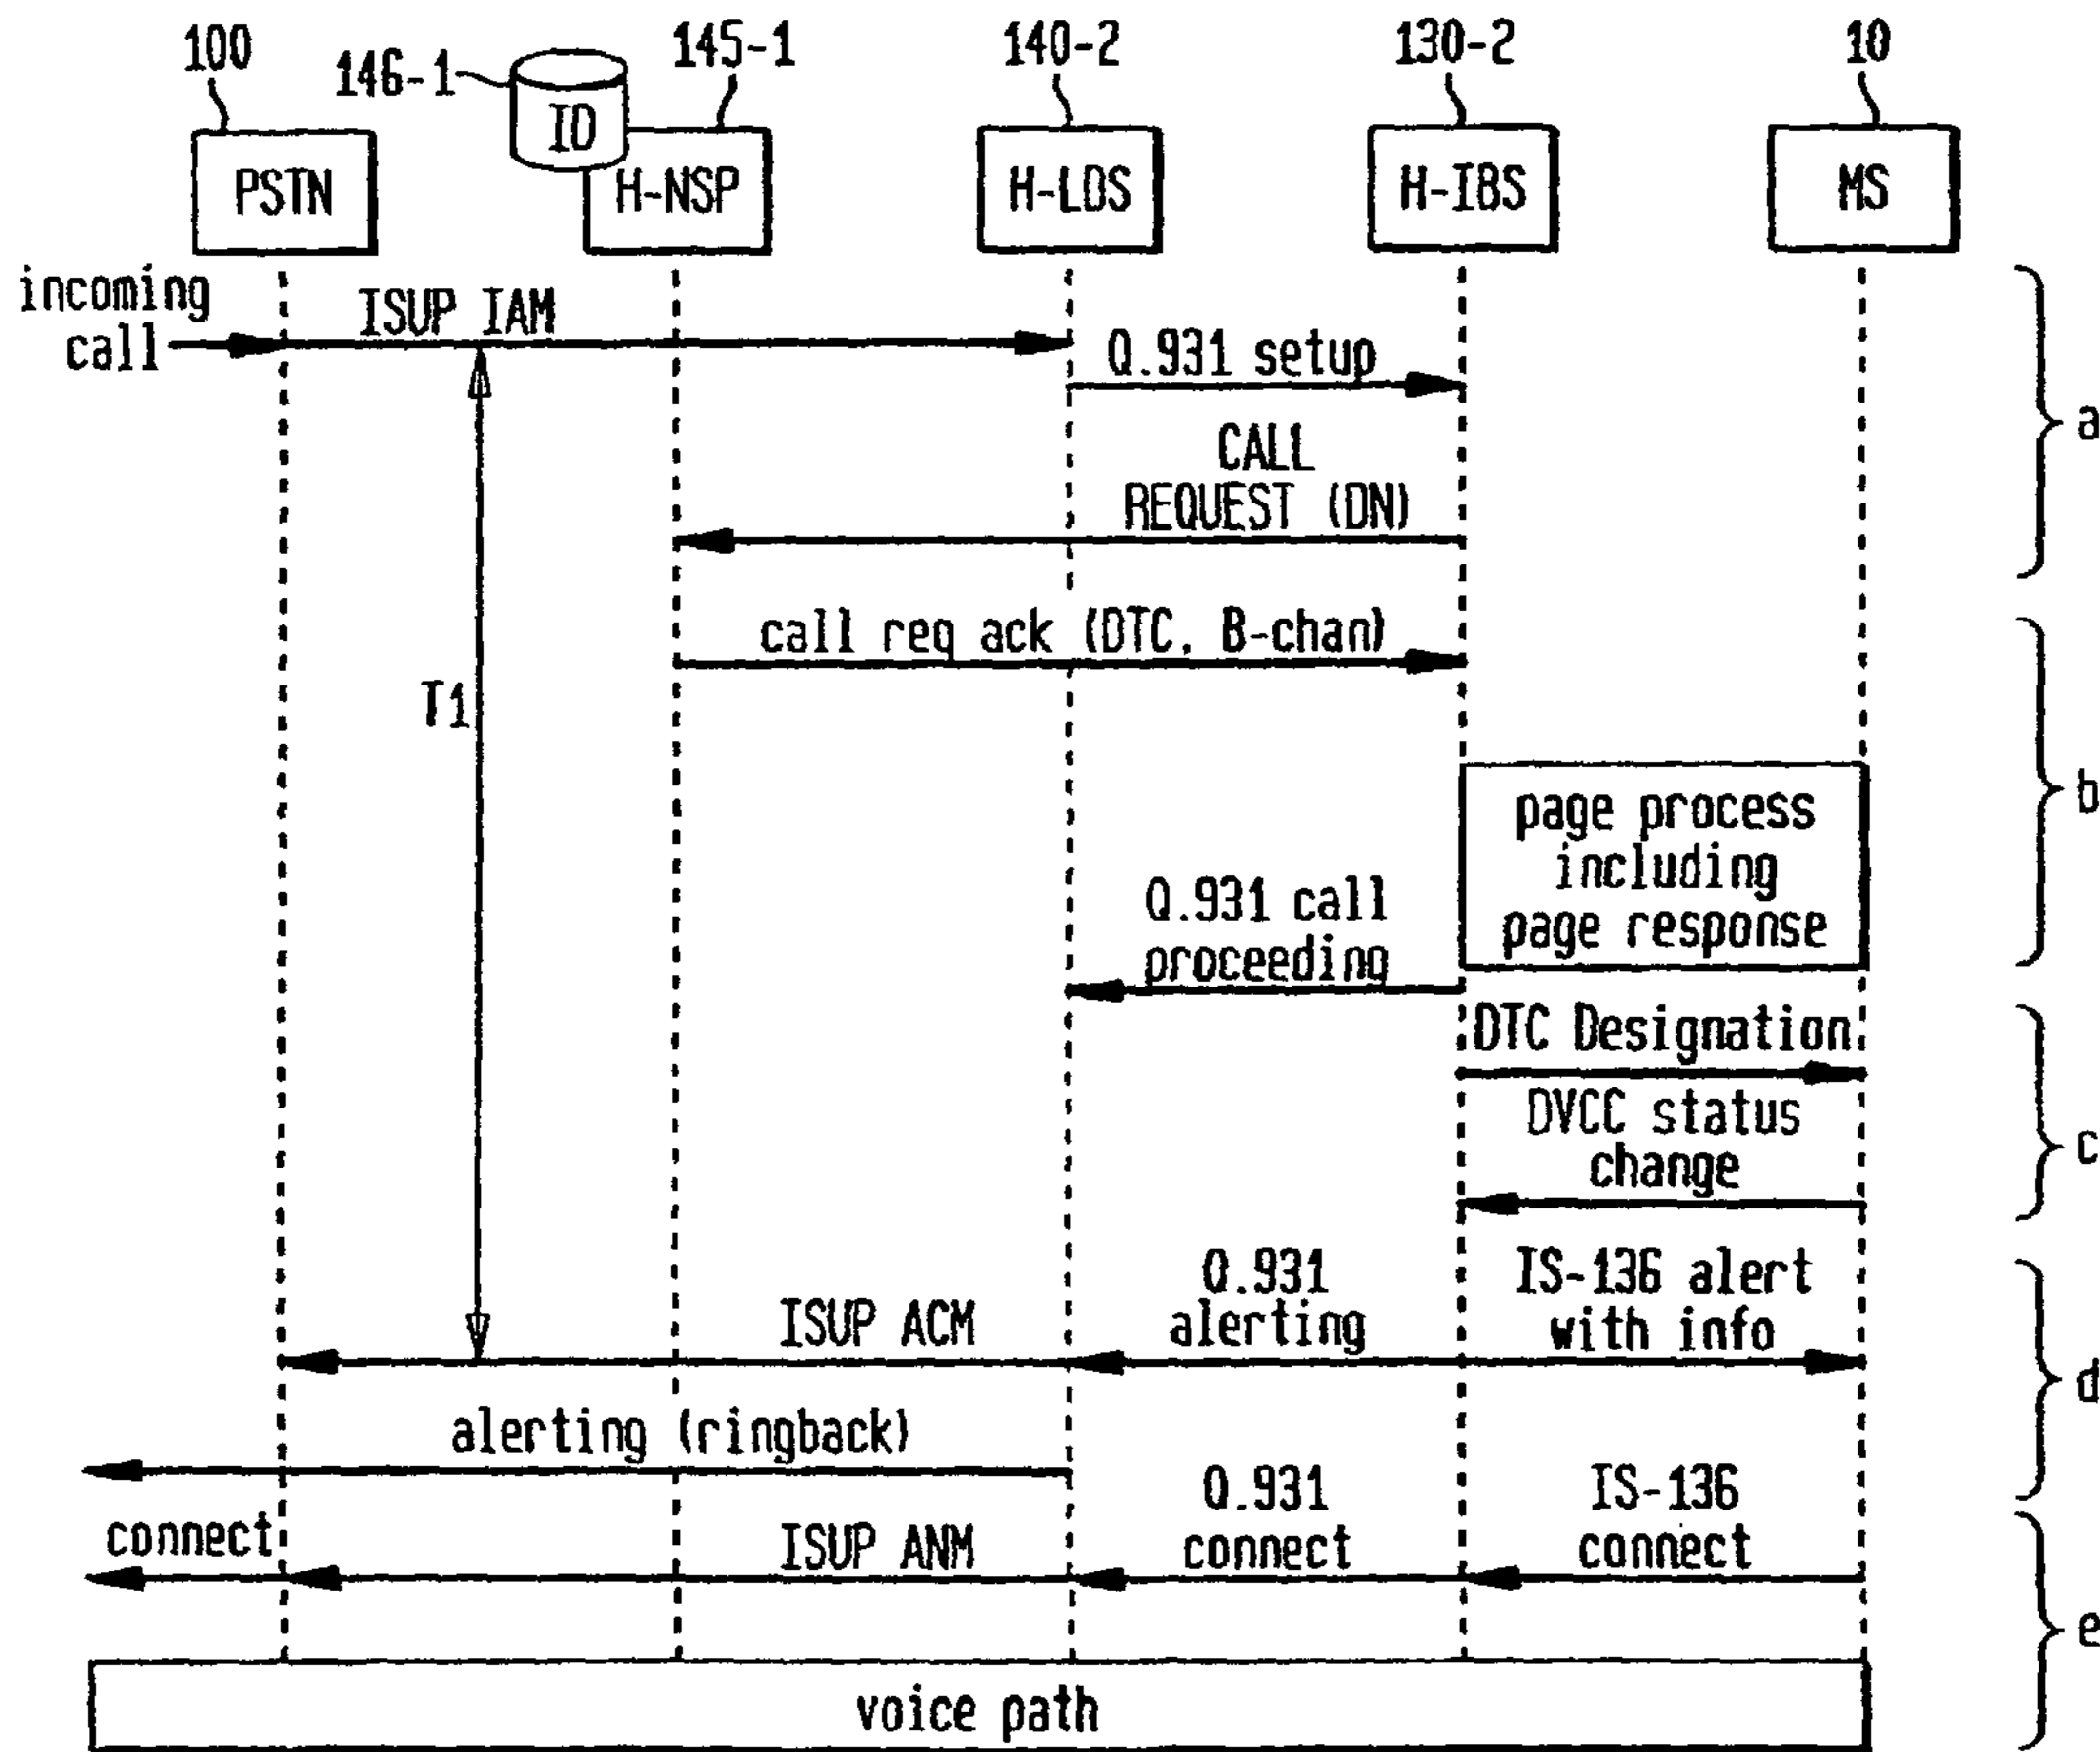 100
146-1
145-1
140-2
130-2
10
ID
PSTN
H-NSP
H-LDS
H-IBS
MS
incoming
call
ISUP IAM
Q.931 setup
CALL
REQUEST (DN)
a
call req ack (DTC, B-chan)
T1
page process
including
page response
b
Q.931 call
proceeding
DTC Designation
DVCC status
change
c
ISUP ACM
Q.931
alerting
IS-136 alert
with info
d
alerting (ringback)
connect
ISUP ANM
Q.931
connect
IS-136
connect
e
voice path